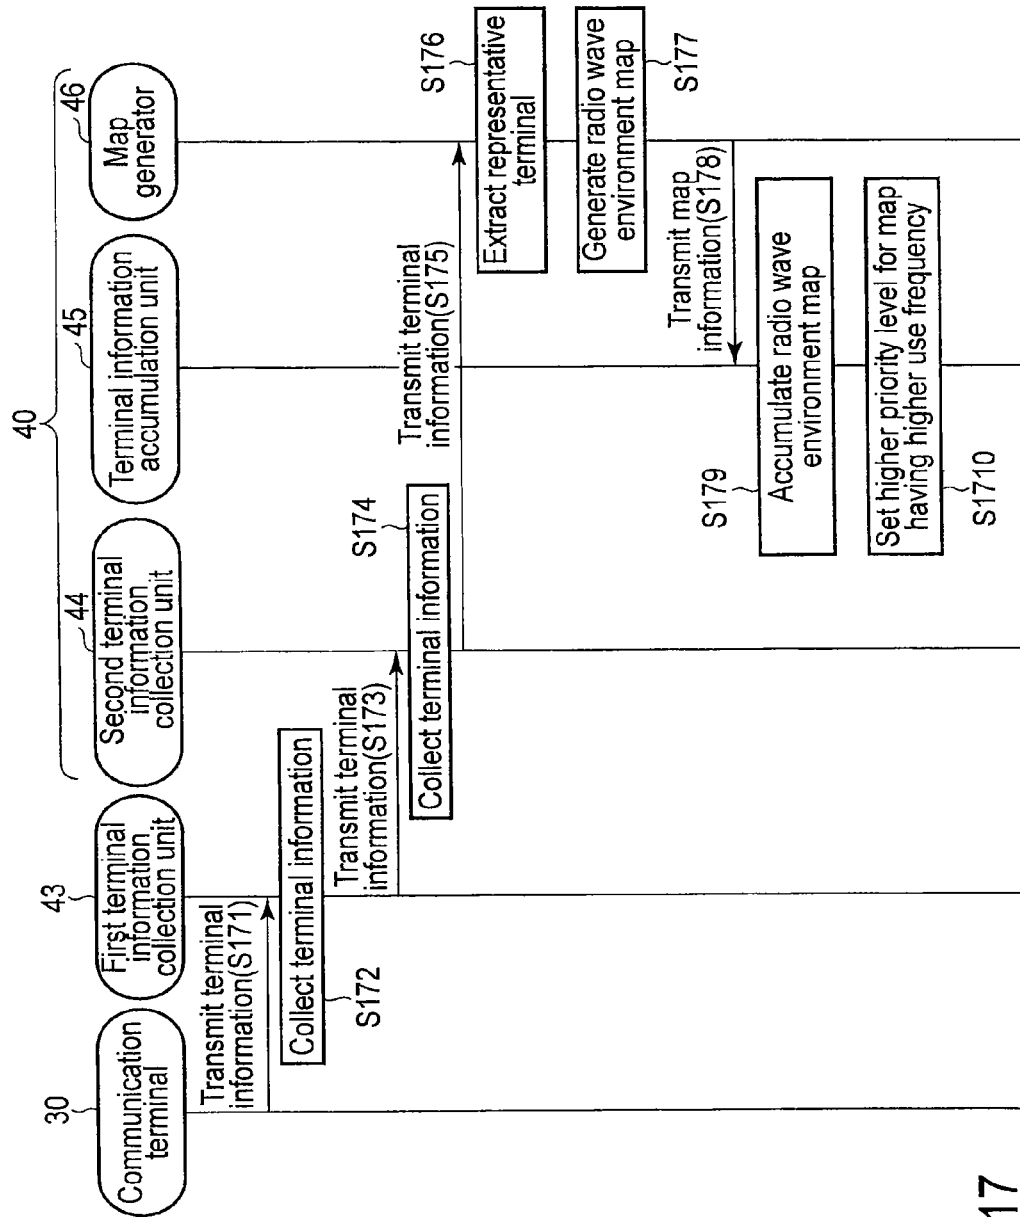 40
30
Communication
terminal
43
First terminal
information
collection unit
44
Second terminal
information
collection unit
45
Terminal information
accumulation unit
46
Map
generator
Transmit terminal
information(S171)
Collect terminal information
S172
Transmit terminal
information(S173)
Collect terminal information
S174
Transmit terminal
information(S175)
Extract representative
terminal
S176
Generate radio wave
environment map
S177
Transmit map
information(S178)
S179
Accumulate radio wave
environment map
Set higher priority level for map
having higher use frequency
S1710
17